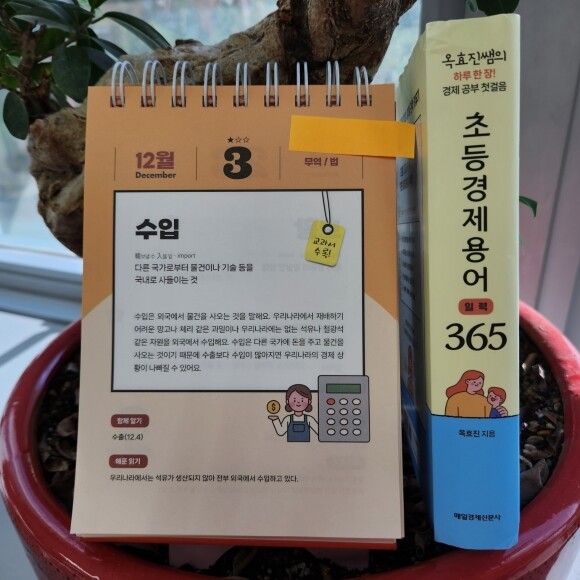 12월
December
★☆☆
3
무역 / 법
수입
import
다른 국가로부터 물건이나 기술 등을
국내로 사들이는 것
교과서
수록!
수입은 외국에서 물건을 사오는 것을 말해요. 우리나라에서 재배하기
어려운 망고나 체리 같은 과일이나 우리나라에는 없는 석유나 철광석
같은 자원을 외국에서 수입해요. 수입은 다른 국가에 돈을 주고 물건을
사오는 것이기 때문에 수출보다 수입이 많아지면 우리나라의 경제 상
황이 나빠질 수 있어요.
함께 알기
수출(12.4)
예문 읽기
우리나라에서는 석유가 생산되지 않아 전부 외국에서 수입하고 있다.
옥효진쌤의
하루 한 장!
경제 공부 첫걸음
초등경제용어
일력
365
옥효진 지음
매일경제신문사